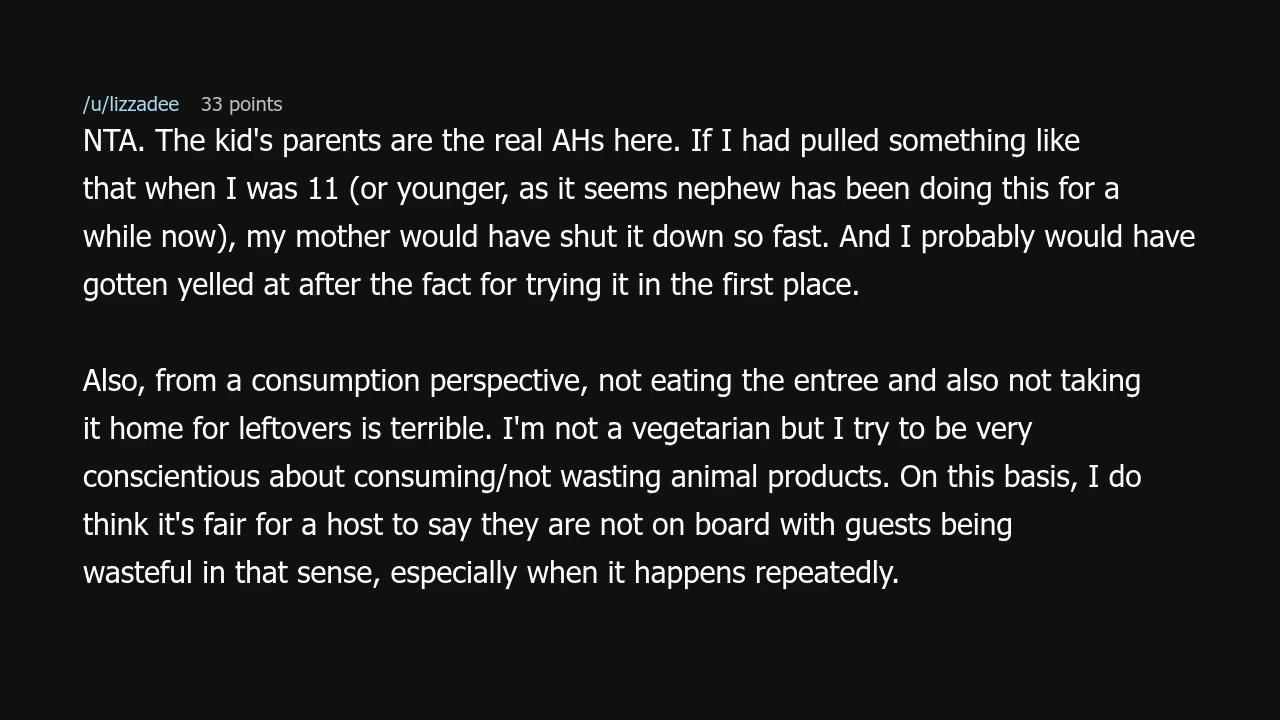 /u/lizzadee 33 points
NTA. The kid's parents are the real AHs here. If I had pulled something like
that when I was 11 (or younger, as it seems nephew has been doing this for a
while now), my mother would have shut it down so fast. And I probably would have
gotten yelled at after the fact for trying it in the first place.
Also, from a consumption perspective, not eating the entree and also not taking
it home for leftovers is terrible. I'm not a vegetarian but I try to be very
conscientious about consuming/not wasting animal products. On this basis, I do
think it's fair for a host to say they are not on board with guests being
wasteful in that sense, especially when it happens repeatedly.